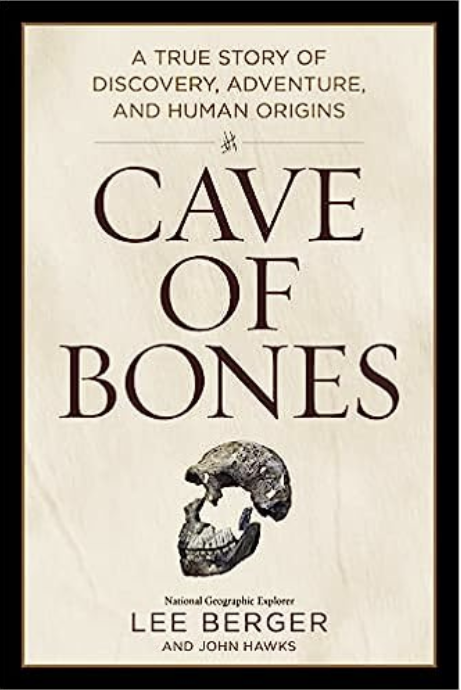 A TRUE STORY OF
DISCOVERY, ADVENTURE,
AND HUMAN ORIGINS
CAVE
OF
BONES
National Geographic Explorer
LEE BERGER
AND JOHN HAWKS